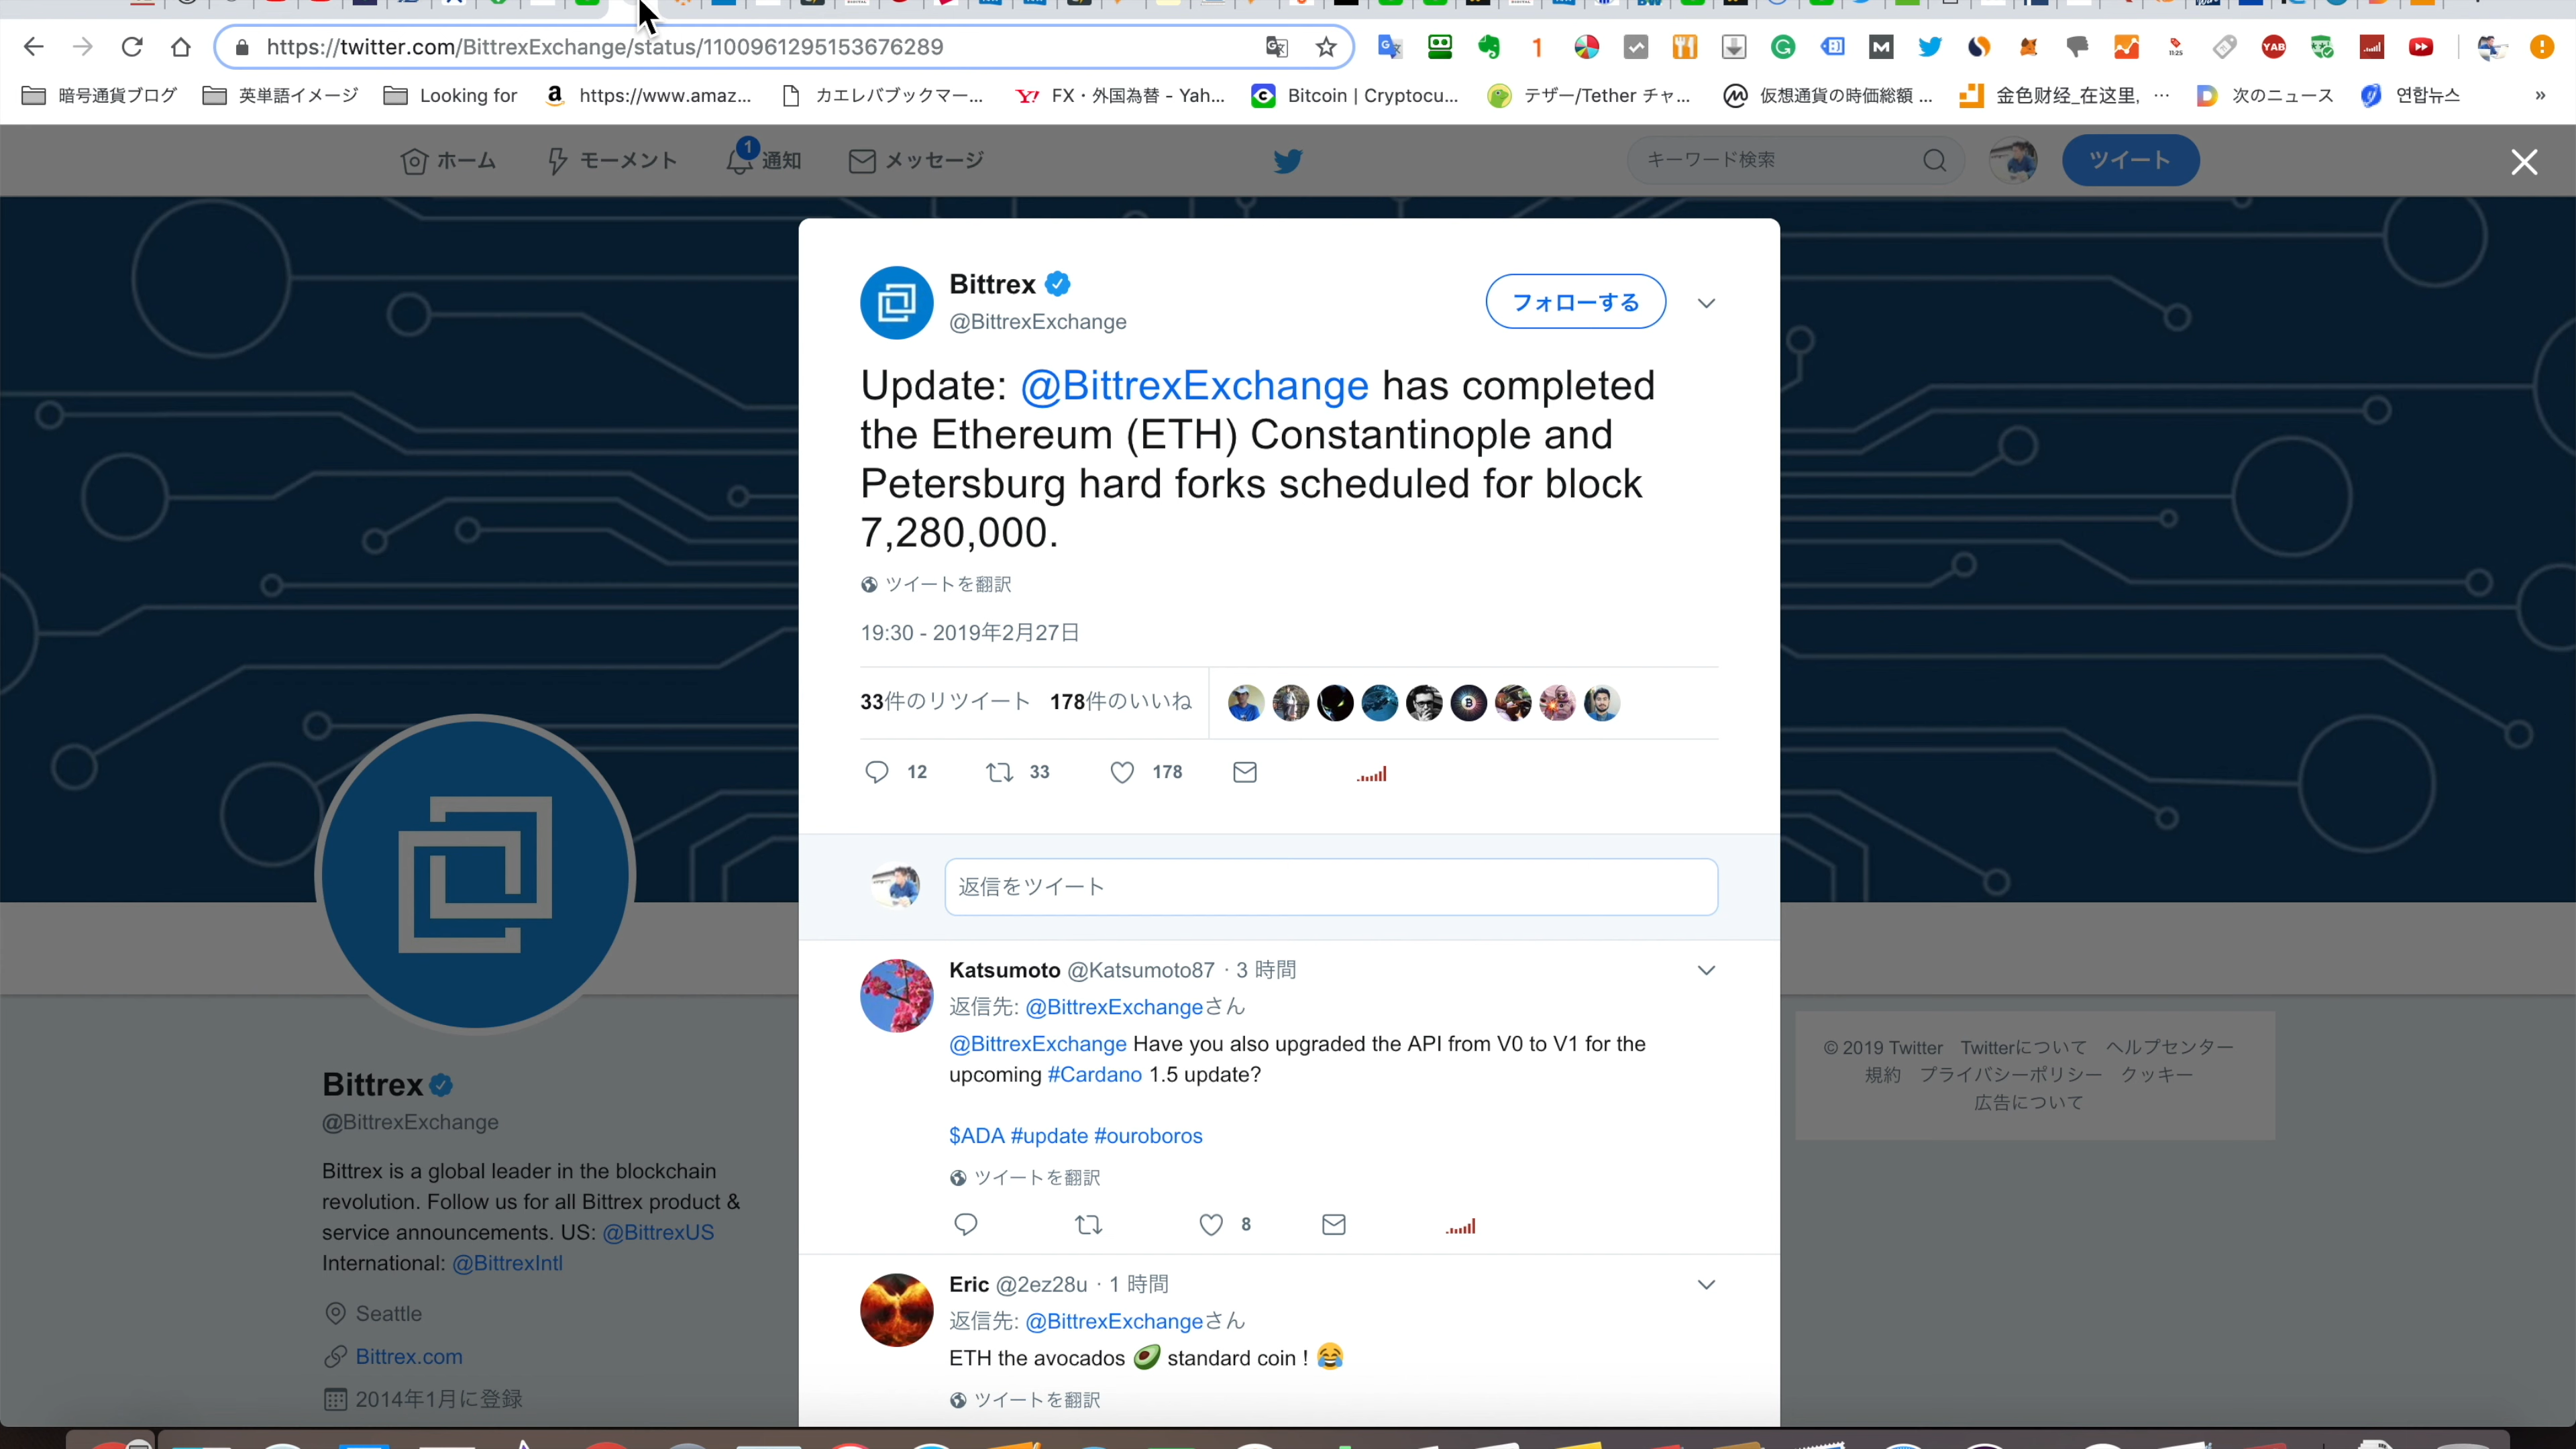 https://twitter.com/BittrexExchange/status/1100961295153676289
1
11:25
YAB
暗号通貨ブログ 英単語イメージ Looking for https://www.amaz... カエレバブックマー... FX・外国為替 - Yah... Bitcoin | Cryptocu... テザー/Tether チャ... 仮想通貨の時価総額 ... 金色财经_在这里, ... 次のニュース 연합뉴스 »
ホーム モーメント 1 通知 メッセージ キーワード検索 ツイート
Bittrex
@BittrexExchange
フォローする
Update: @BittrexExchange has completed
the Ethereum (ETH) Constantinople and
Petersburg hard forks scheduled for block
7,280,000.
ツイートを翻訳
19:30 - 2019年2月27日
33件のリツイート 178件のいいね
12 33 178
返信をツイート
Katsumoto @Katsumoto87 · 3 時間
返信先: @BittrexExchangeさん
@BittrexExchange Have you also upgraded the API from V0 to V1 for the
upcoming #Cardano 1.5 update?
$ADA #update #ouroboros
ツイートを翻訳
8
Eric @2ez28u · 1 時間
返信先: @BittrexExchangeさん
ETH the avocados 🥑 standard coin ! 😂
ツイートを翻訳
Bittrex
@BittrexExchange
Bittrex is a global leader in the blockchain
revolution. Follow us for all Bittrex product &
service announcements. US: @BittrexUS
International: @BittrexIntl
Seattle
Bittrex.com
2014年1月に登録
© 2019 Twitter Twitterについて ヘルプセンター
規約 プライバシーポリシー クッキー
広告について